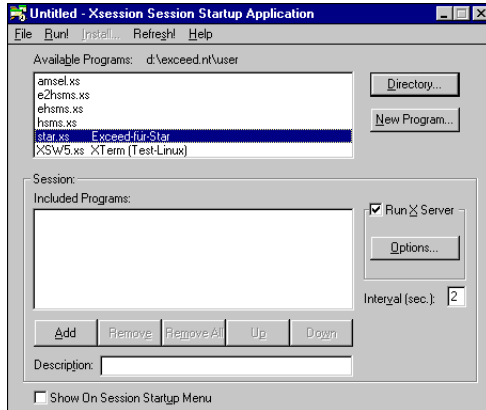 Untitled - Xsession Session Startup Application
File Run! Install... Refresh! Help
Available Programs: d:\exceed.nt\user
amsel.xs
e2hsms.xs
ehsms.xs
hsms.xs
star.xs Exceed-für-Star
XSW5.xs XTerm (Test-Linux)
Directory...
New Program...
Session:
Included Programs:
Run X Server
Options...
Interval (sec.): 2
Add Remove Remove All Up Down
Description:
Show On Session Startup Menu